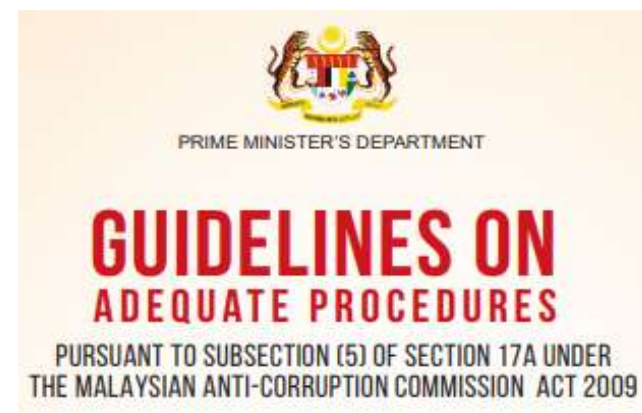 PRIME MINISTER'S DEPARTMENT
GUIDELINES ON
ADEQUATE PROCEDURES
PURSUANT TO SUBSECTION (5) OF SECTION 17A UNDER
THE MALAYSIAN ANTI-CORRUPTION COMMISSION ACT 2009